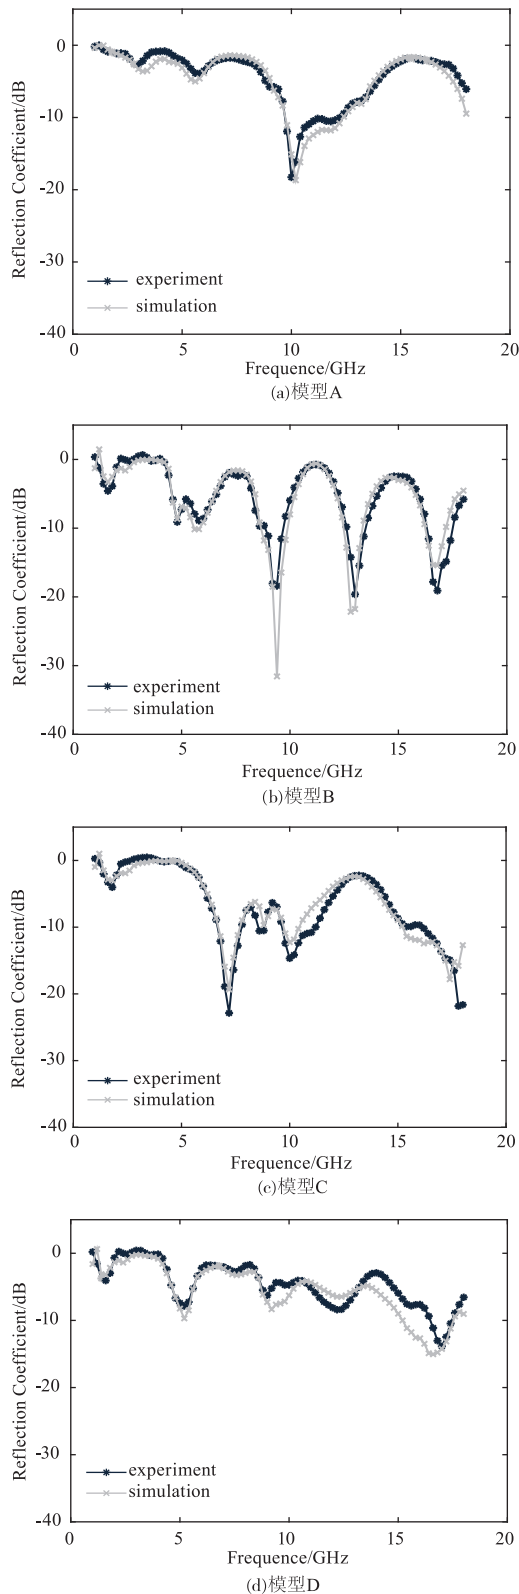 0
-10
-20
-30
-40
Reflection Coefficient/dB
experiment
simulation
0 5 10 15 20
Frequence/GHz
(a)模型A
0
-10
-20
-30
-40
Reflection Coefficient/dB
experiment
simulation
0 5 10 15 20
Frequence/GHz
(b)模型B
0
-10
-20
-30
-40
Reflection Coefficient/dB
experiment
simulation
0 5 10 15 20
Frequence/GHz
(c)模型C
0
-10
-20
-30
-40
Reflection Coefficient/dB
experiment
simulation
0 5 10 15 20
Frequence/GHz
(d)模型D